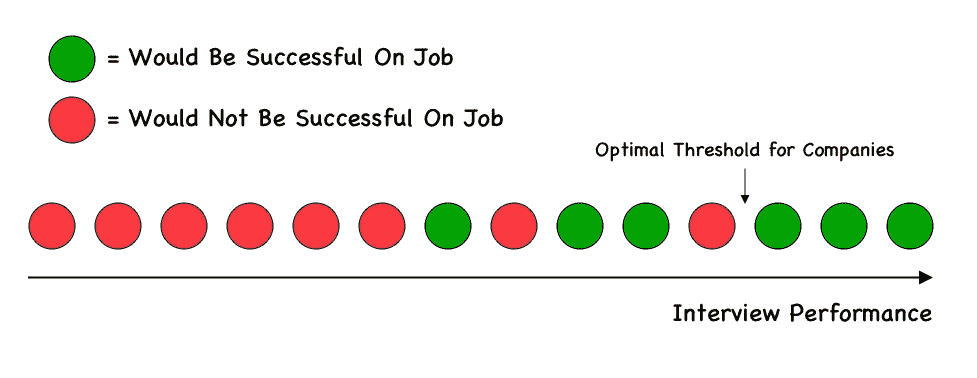 = Would Be Successful On Job
= Would Not Be Successful On Job
Optimal Threshold for Companies
Interview Performance